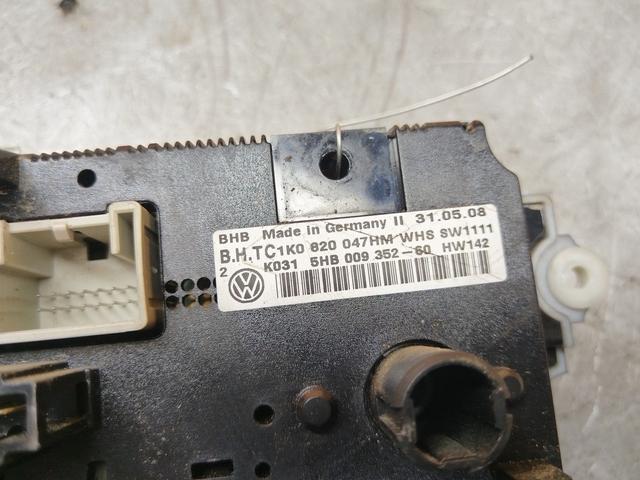 BHB Made in Germany II 31.05.08
B.H.TC1K0 820 047HM WHS SW1111
2 K031 5HB 009 352-60 HW142